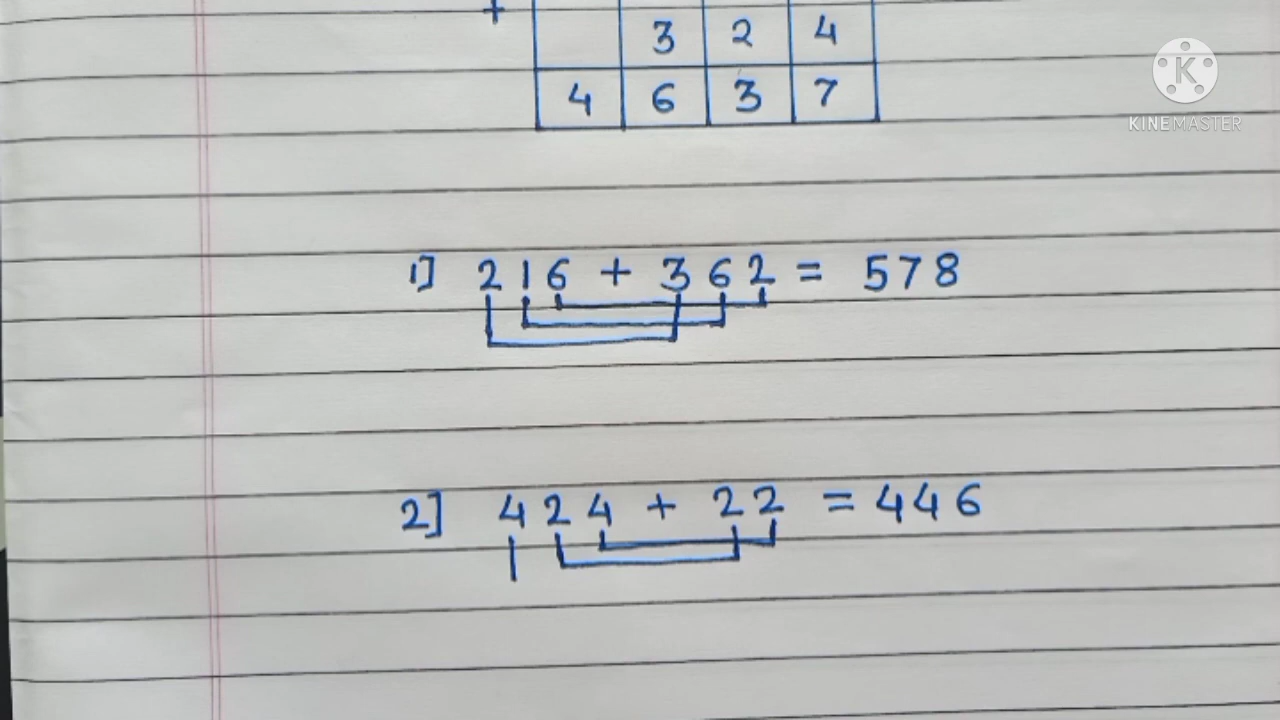 + 3 2 4
4 6 3 7
K
KINEMASTER
1] 216 + 362 = 578
2] 424 + 22 = 446